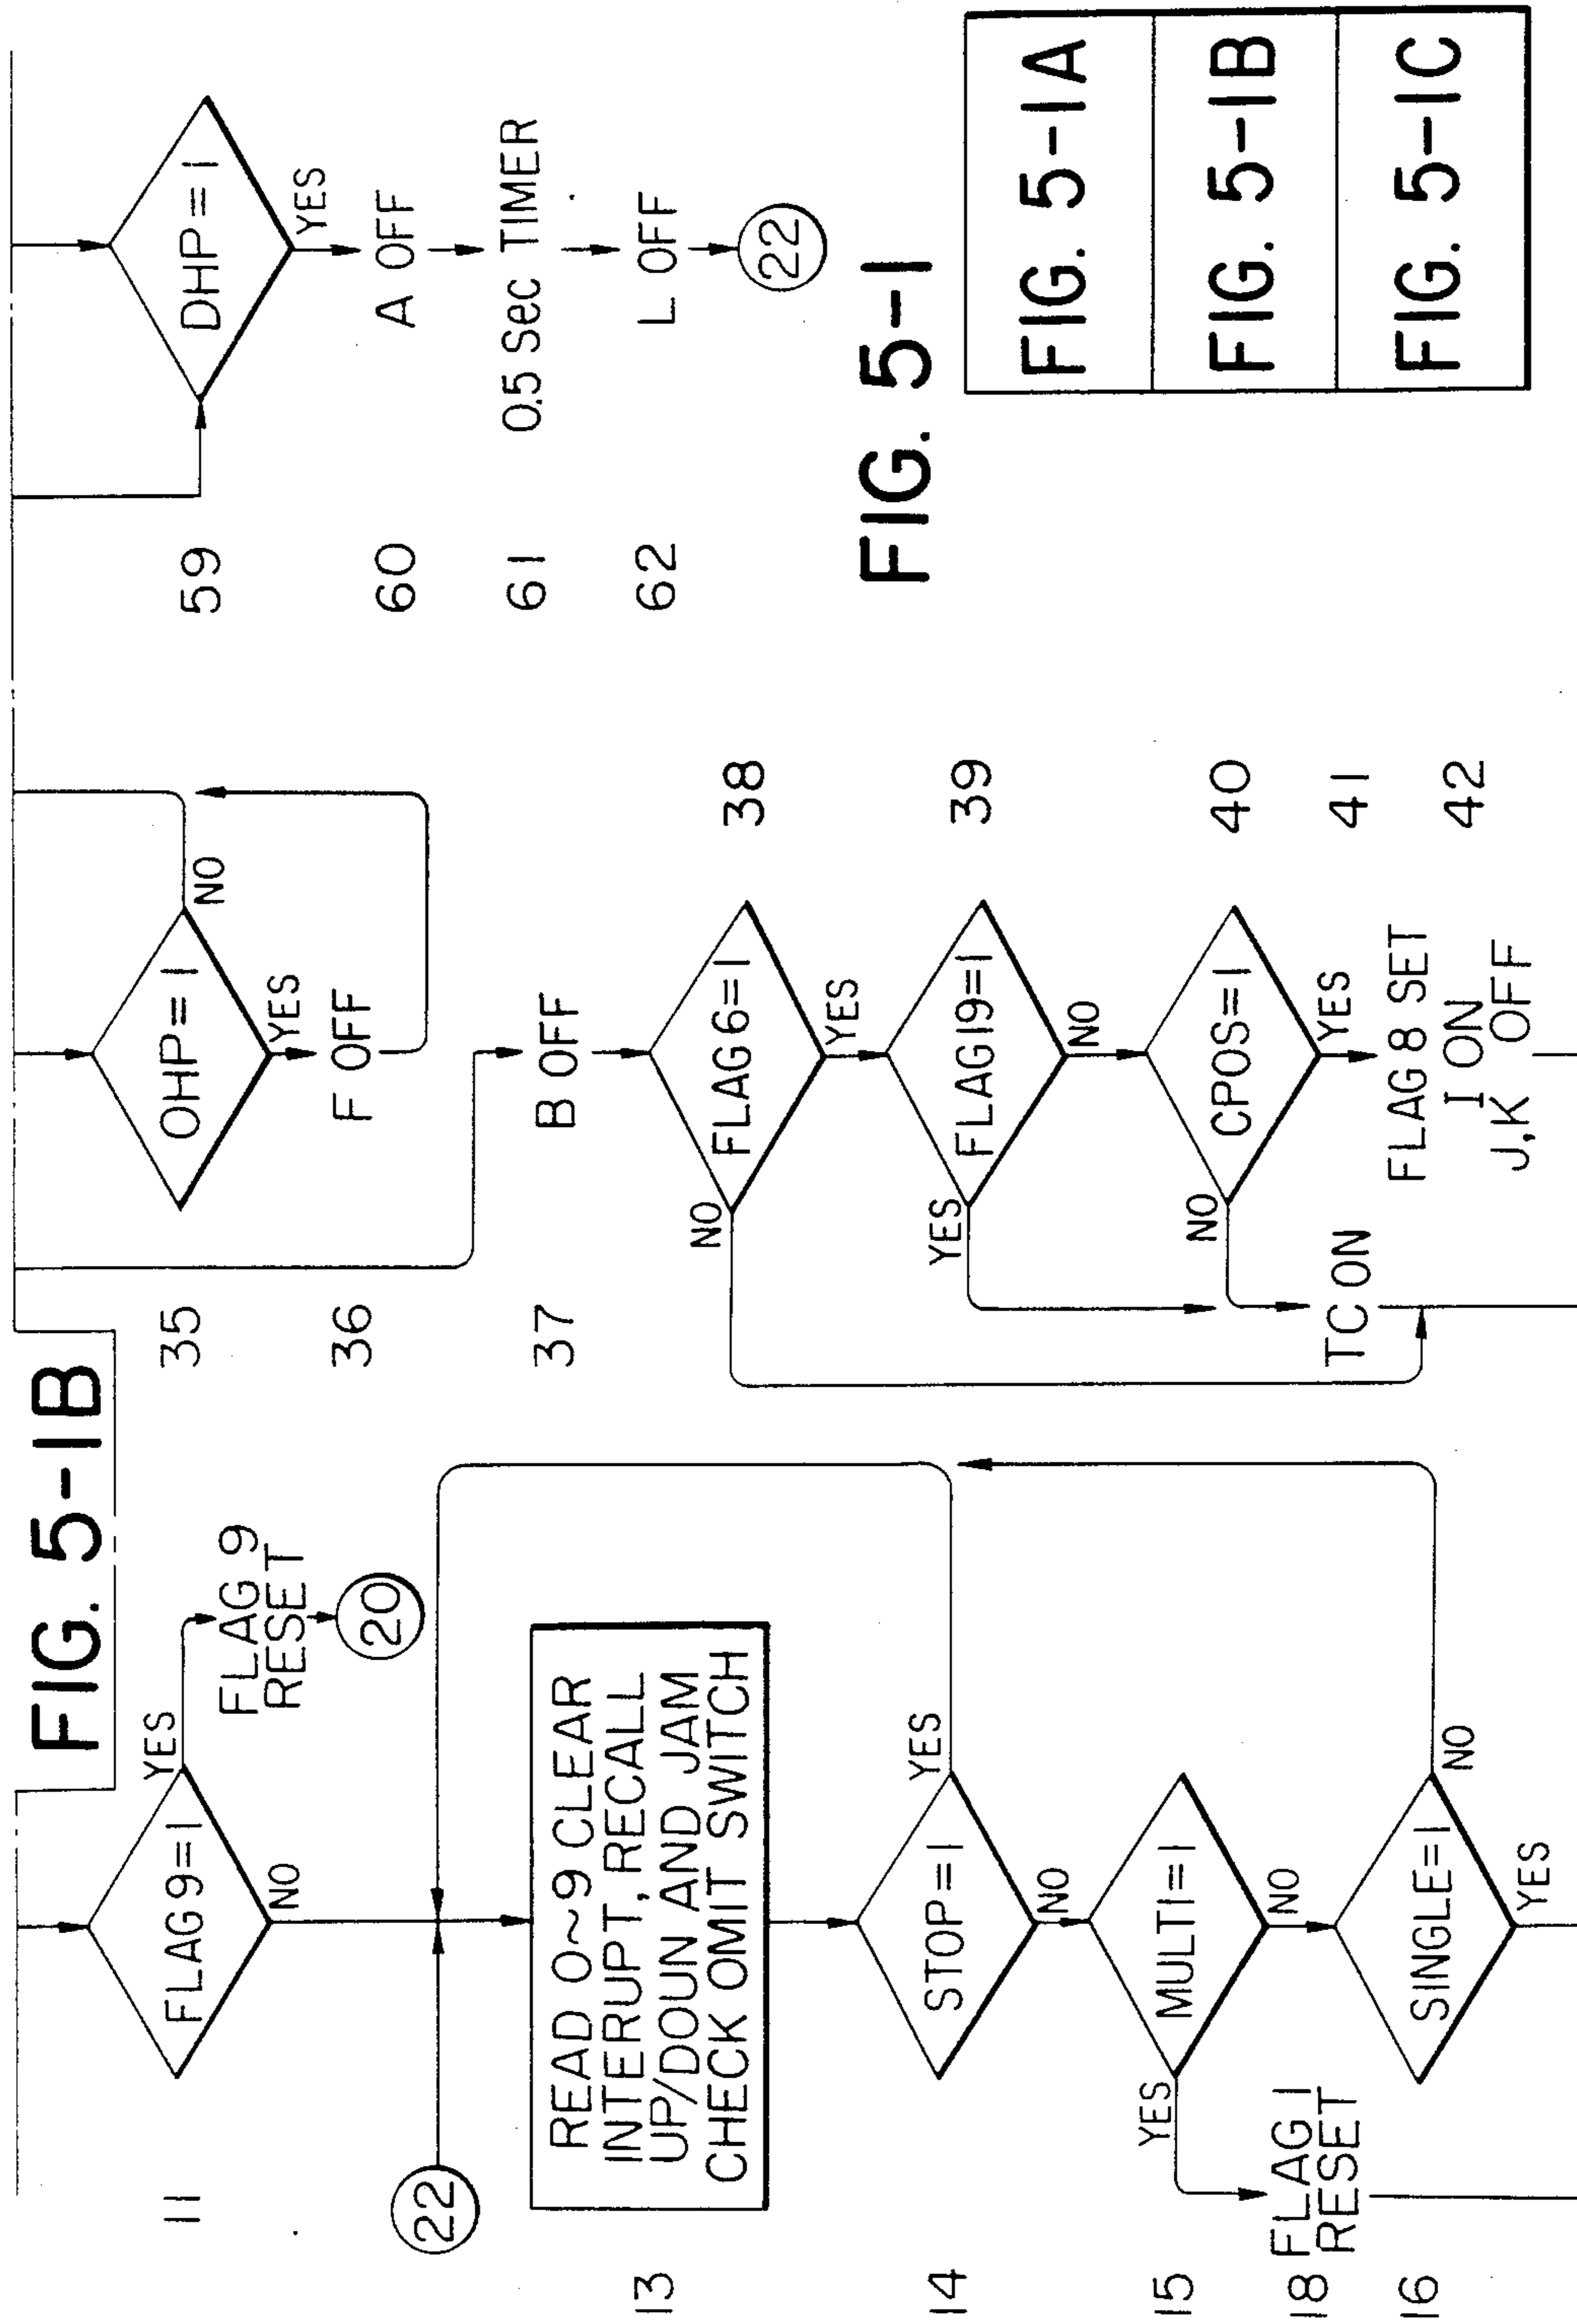 FIG. 5-1B
11
FLAG 9=1
YES
NO
FLAG 9
RESET
20
22
13
READ 0~9 CLEAR
INTERUPT, RECALL
UP/DOUN AND JAM
CHECK OMIT SWITCH
14
STOP=1
YES
NO
15
MULTI=1
YES
NO
18
FLAG 1
RESET
16
SINGLE=1
NO
YES
35
OHP=1
NO
YES
36
F OFF
37
B OFF
38
FLAG 6=1
NO
YES
39
FLAG19=1
YES
NO
40
CPOS=1
NO
YES
TC ON
41
FLAG 8 SET
42
I ON
J,K OFF
59
DHP=1
YES
60
A OFF
61
0.5 Sec TIMER
62
L OFF
22
FIG. 5-1
FIG. 5-1A
FIG. 5-1B
FIG. 5-1C